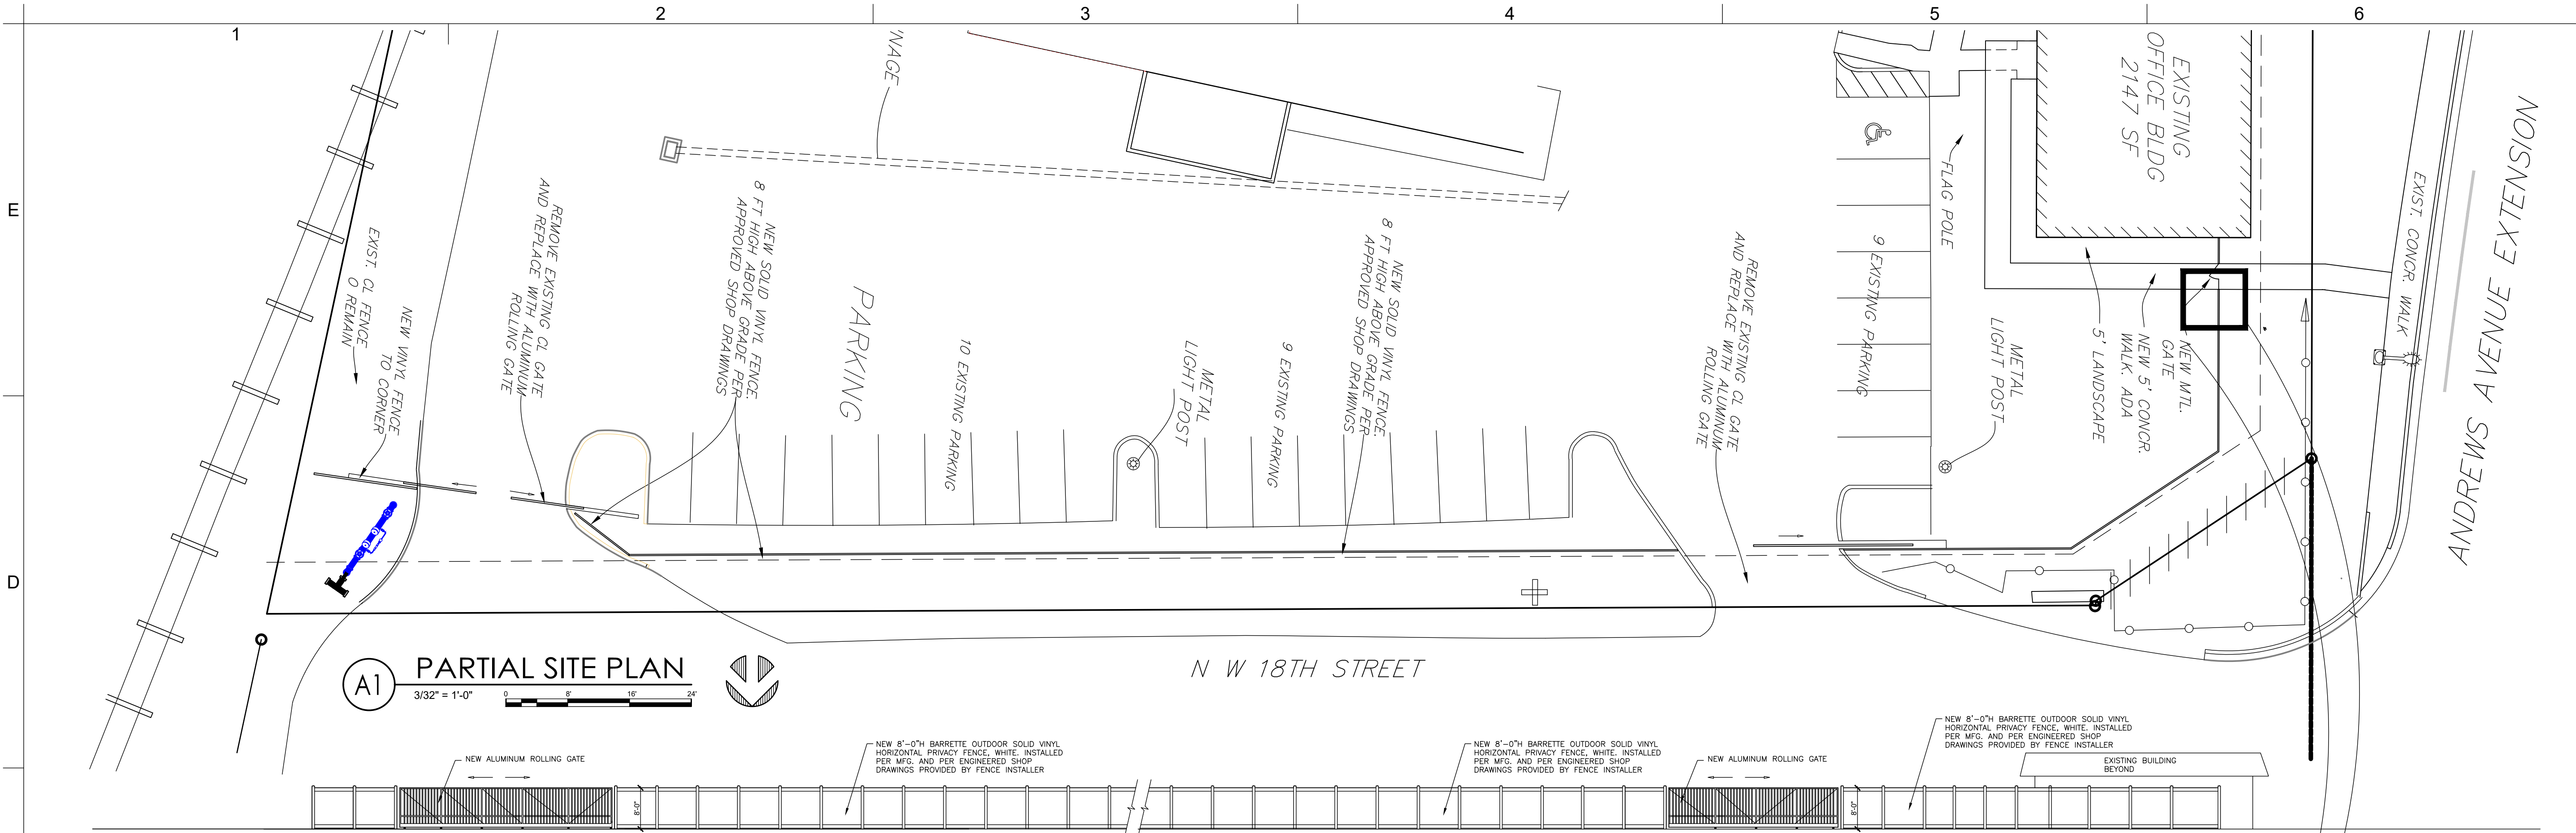 1
2
3
4
5
6
E
D
NAGE
EXISTING
OFFICE BLDG
2147 SF
FLAG POLE
EXIST. CONCR. WALK
ANDREWS AVENUE EXTENSION
EXIST. CL FENCE
O REMAIN
NEW VINYL FENCE
TO CORNER
REMOVE EXISTING CL GATE
AND REPLACE WITH ALUMINUM
ROLLING GATE
NEW SOLID VINYL FENCE.
8 FT HIGH ABOVE GRADE PER
APPROVED SHOP DRAWINGS
PARKING
10 EXISTING PARKING
METAL
LIGHT POST
9 EXISTING PARKING
NEW SOLID VINYL FENCE.
8 FT HIGH ABOVE GRADE PER
APPROVED SHOP DRAWINGS
REMOVE EXISTING CL GATE
AND REPLACE WITH ALUMINUM
ROLLING GATE
9 EXISTING PARKING
METAL
LIGHT POST
5' LANDSCAPE
NEW 5' CONCR.
WALK. ADA
NEW MTL.
GATE
A1
PARTIAL SITE PLAN
3/32" = 1'-0"
0 8' 16' 24'
N W 18TH STREET
NEW ALUMINUM ROLLING GATE
8'-0"
NEW 8'-0"H BARRETTE OUTDOOR SOLID VINYL
HORIZONTAL PRIVACY FENCE, WHITE. INSTALLED
PER MFG. AND PER ENGINEERED SHOP
DRAWINGS PROVIDED BY FENCE INSTALLER
NEW 8'-0"H BARRETTE OUTDOOR SOLID VINYL
HORIZONTAL PRIVACY FENCE, WHITE. INSTALLED
PER MFG. AND PER ENGINEERED SHOP
DRAWINGS PROVIDED BY FENCE INSTALLER
NEW ALUMINUM ROLLING GATE
8'-0"
NEW 8'-0"H BARRETTE OUTDOOR SOLID VINYL
HORIZONTAL PRIVACY FENCE, WHITE. INSTALLED
PER MFG. AND PER ENGINEERED SHOP
DRAWINGS PROVIDED BY FENCE INSTALLER
EXISTING BUILDING
BEYOND